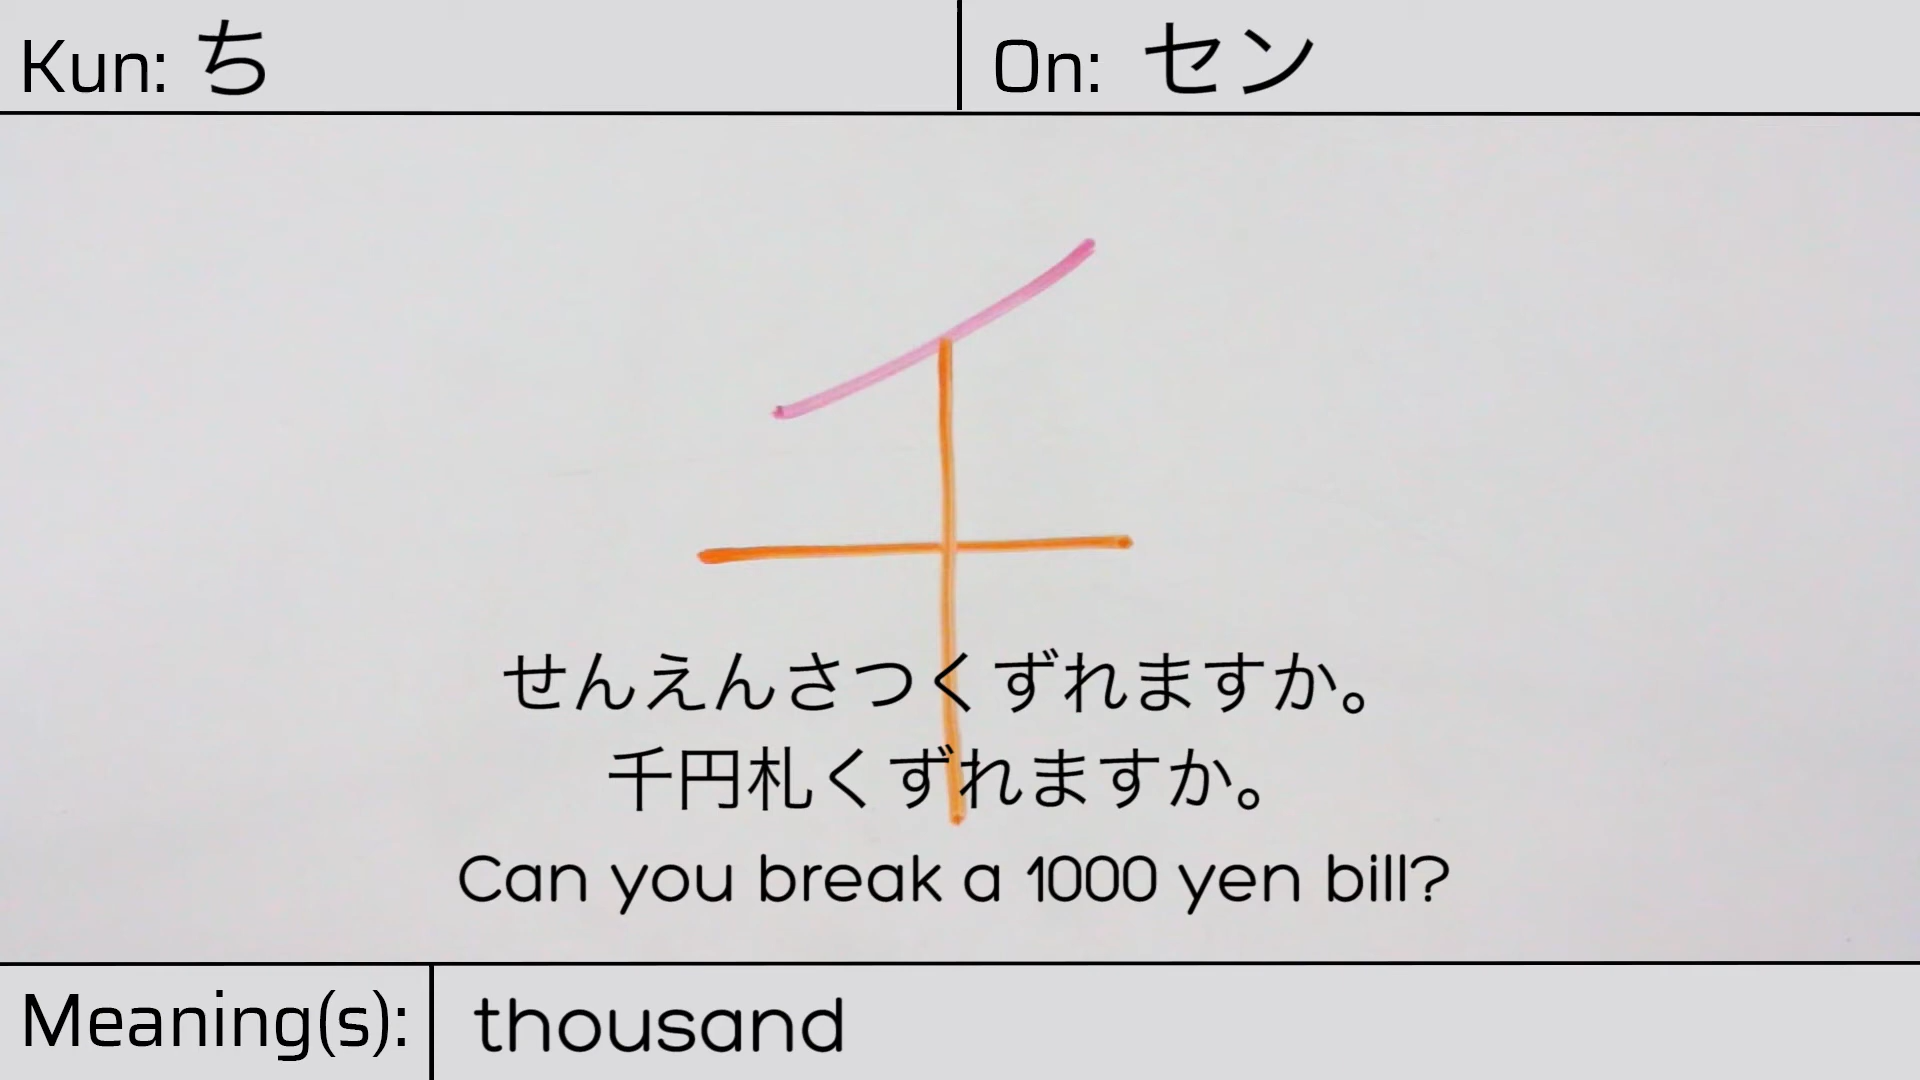 Kun: ち
On: セン
千
せんえんさつくずれますか。
千円札くずれますか。
Can you break a 1000 yen bill?
Meaning(s): thousand